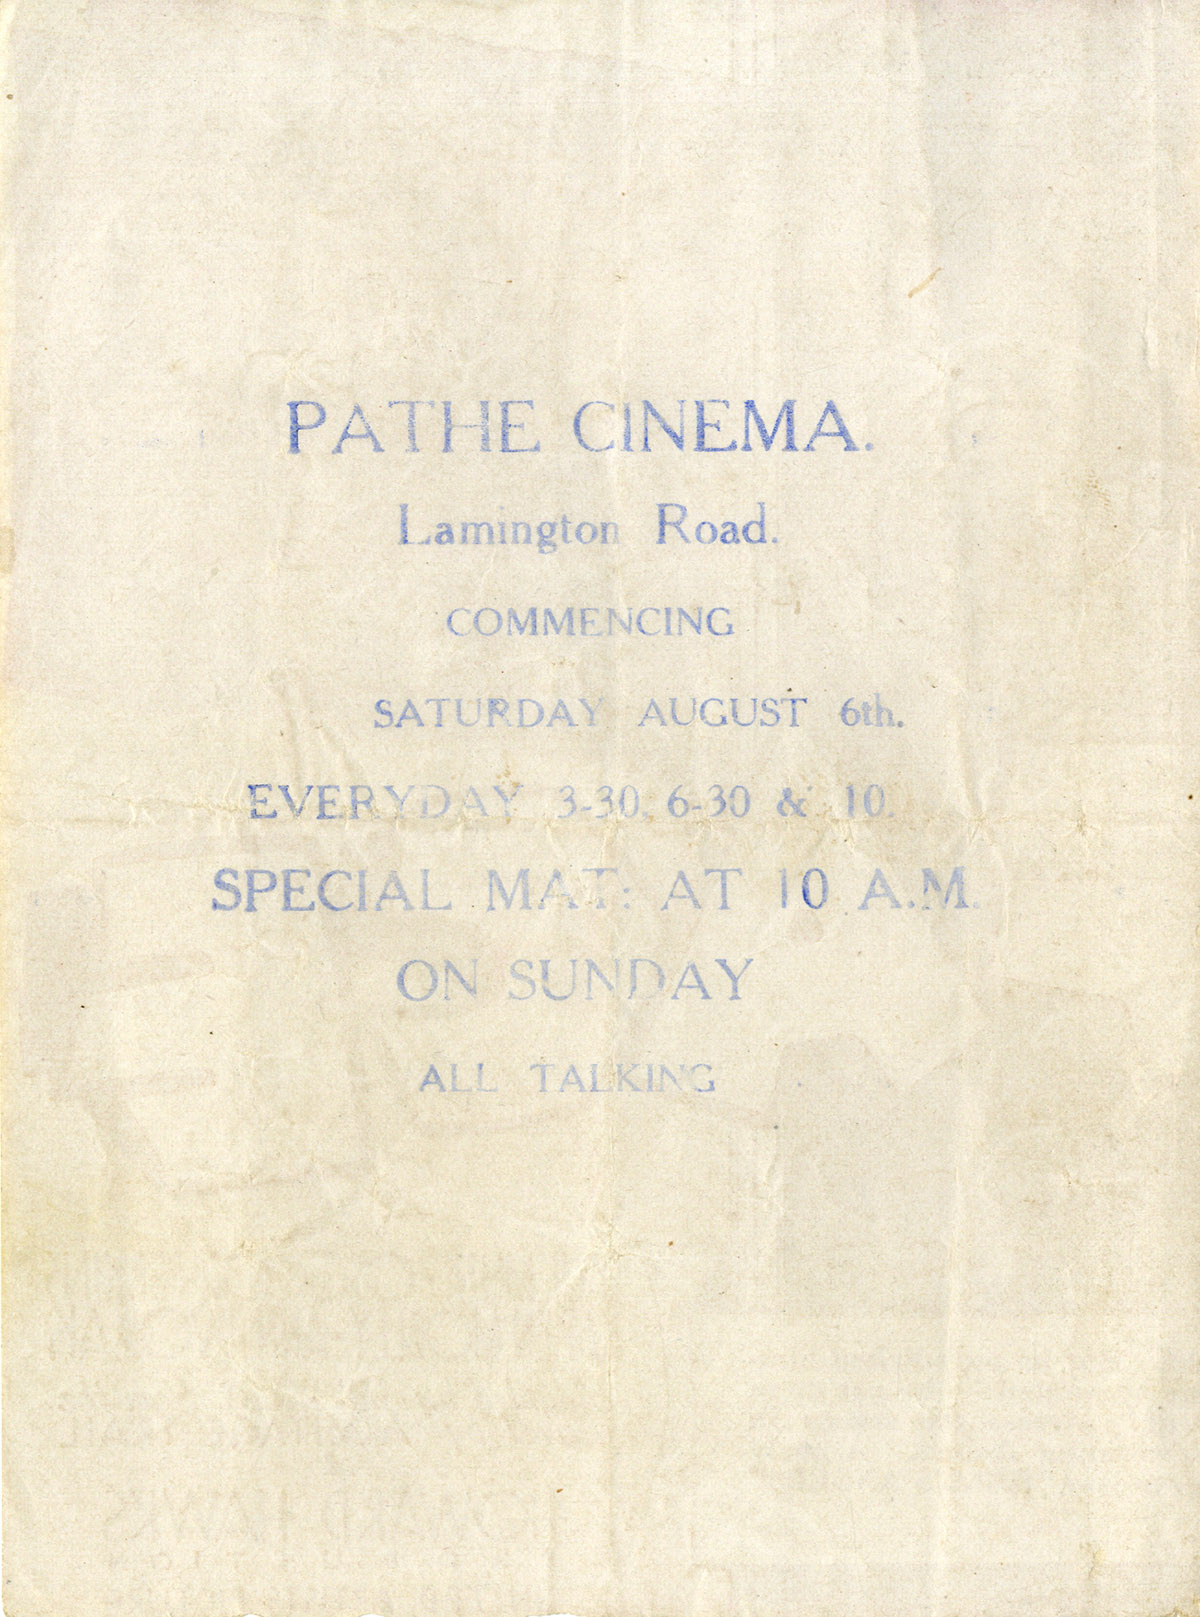 PATHE CINEMA.
Lamington Road.
COMMENCING
SATURDAY AUGUST 6th.
EVERYDAY 3-30, 6-30 & 10.
SPECIAL MAT: AT 10 A.M.
ON SUNDAY
ALL TALKING